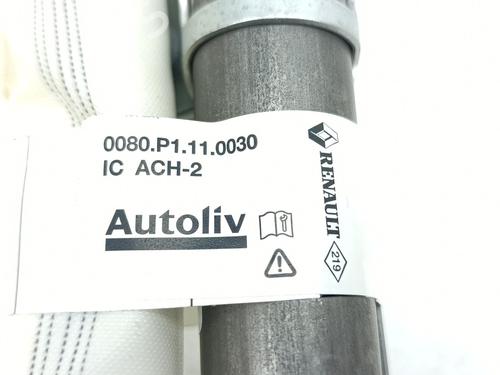 0080.P1.11.0030
IC ACH-2
Autoliv
RENAULT
219